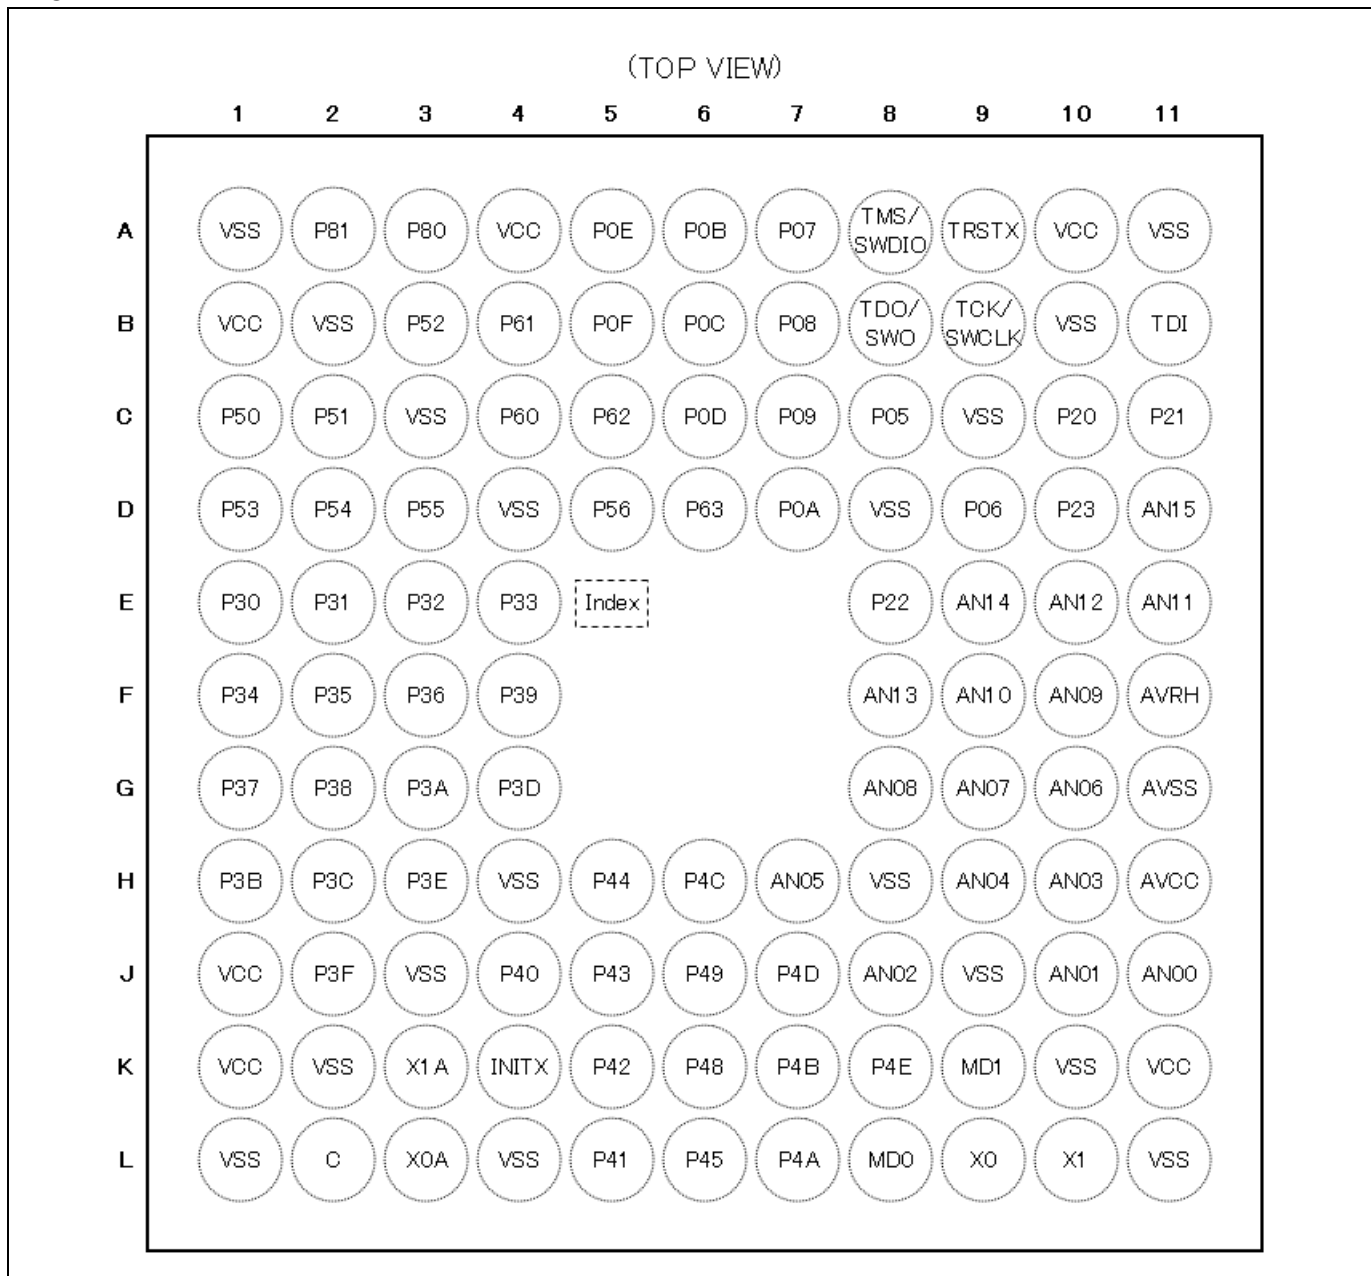 (TOP VIEW)
1 2 3 4 5 6 7 8 9 10 11
A VSS P81 P80 VCC P0E P0B P07 TMS/ SWDIO TRSTX VCC VSS
B VCC VSS P52 P61 P0F P0C P08 TDO/ SWO TCK/ SWCLK VSS TDI
C P50 P51 VSS P60 P62 P0D P09 P05 VSS P20 P21
D P53 P54 P55 VSS P56 P63 P0A VSS P06 P23 AN15
E P30 P31 P32 P33 Index P22 AN14 AN12 AN11
F P34 P35 P36 P39 AN13 AN10 AN09 AVRH
G P37 P38 P3A P3D AN08 AN07 AN06 AVSS
H P3B P3C P3E VSS P44 P4C AN05 VSS AN04 AN03 AVCC
J VCC P3F VSS P40 P43 P49 P4D AN02 VSS AN01 AN00
K VCC VSS X1A INITX P42 P48 P4B P4E MD1 VSS VCC
L VSS C X0A VSS P41 P45 P4A MD0 X0 X1 VSS